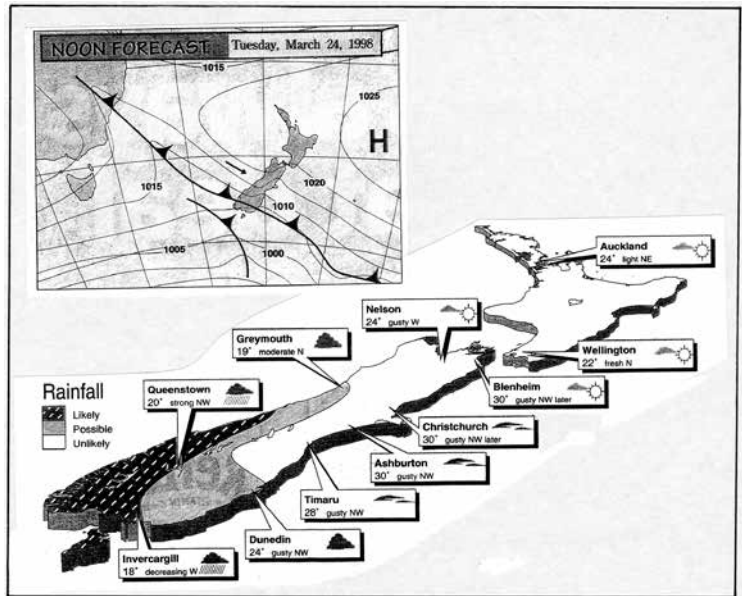 NOON FORECAST
Tuesday, March 24, 1998
1015
1025
H
1015
1020
1010
1005
1000
Auckland
24° light NE
Nelson
24° gusty W
Wellington
22° fresh N
Greymouth
19° moderate N
Blenheim
30° gusty NW later
Queenstown
20° strong NW
Rainfall
Likely
Possible
Unlikely
Christchurch
30° gusty NW later
Ashburton
30° gusty NW
Timaru
28° gusty NW
Dunedin
24° gusty NW
Invercargill
18° decreasing W